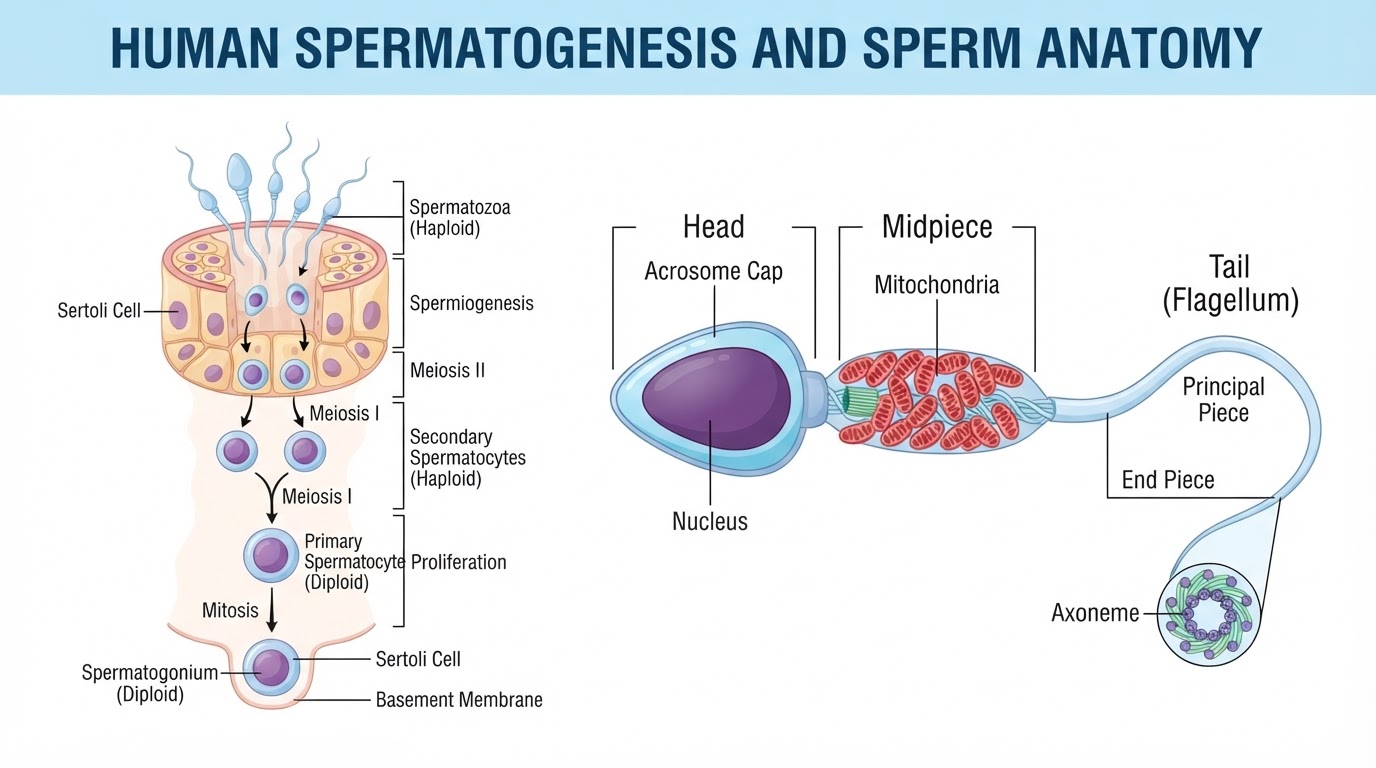 HUMAN SPERMATOGENESIS AND SPERM ANATOMY
Spermatozoa
(Haploid)
Sertoli Cell
Spermiogenesis
Meiosis II
Meiosis I
Secondary
Spermatocytes
(Haploid)
Meiosis I
Primary
Spermatocyte
(Diploid)
Proliferation
Mitosis
Spermatogonium
(Diploid)
Sertoli Cell
Basement Membrane
Head
Acrosome Cap
Nucleus
Midpiece
Mitochondria
Tail
(Flagellum)
Principal
Piece
End Piece
Axoneme